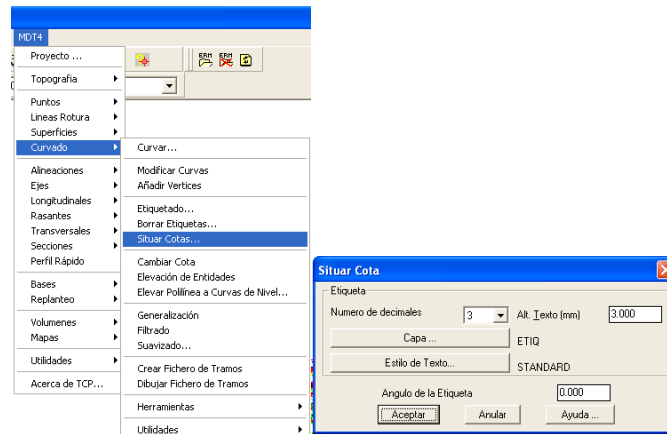 MDT4
Proyecto ...
Topografia
Puntos
Lineas Rotura
Superficies
Curvado
Alineaciones
Ejes
Longitudinales
Rasantes
Transversales
Secciones
Perfil Rápido
Bases
Replanteo
Volumenes
Mapas
Utilidades
Acerca de TCP...
ERM ERM
Curvar...
Modificar Curvas
Añadir Vertices
Etiquetado...
Borrar Etiquetas...
Situar Cotas...
Cambiar Cota
Elevación de Entidades
Elevar Polilínea a Curvas de Nivel...
Generalización
Filtrado
Suavizado...
Crear Fichero de Tramos
Dibujar Fichero de Tramos
Herramientas
Utilidades
Situar Cota
Etiqueta
Numero de decimales 3 Alt. Texto (mm) 3.000
Capa ... ETIQ
Estilo de Texto... STANDARD
Angulo de la Etiqueta 0.000
Aceptar Anular Ayuda ...